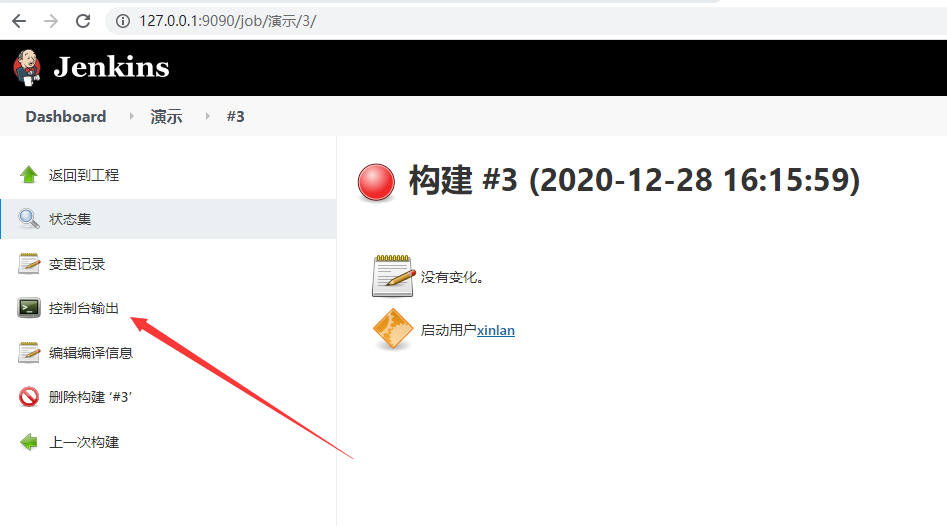 127.0.0.1:9090/job/演示/3/
Jenkins
Dashboard 演示 #3
返回到工程
状态集
变更记录
控制台输出
编辑编译信息
删除构建 ‘#3’
上一次构建
构建 #3 (2020-12-28 16:15:59)
没有变化。
启动用户xinlan